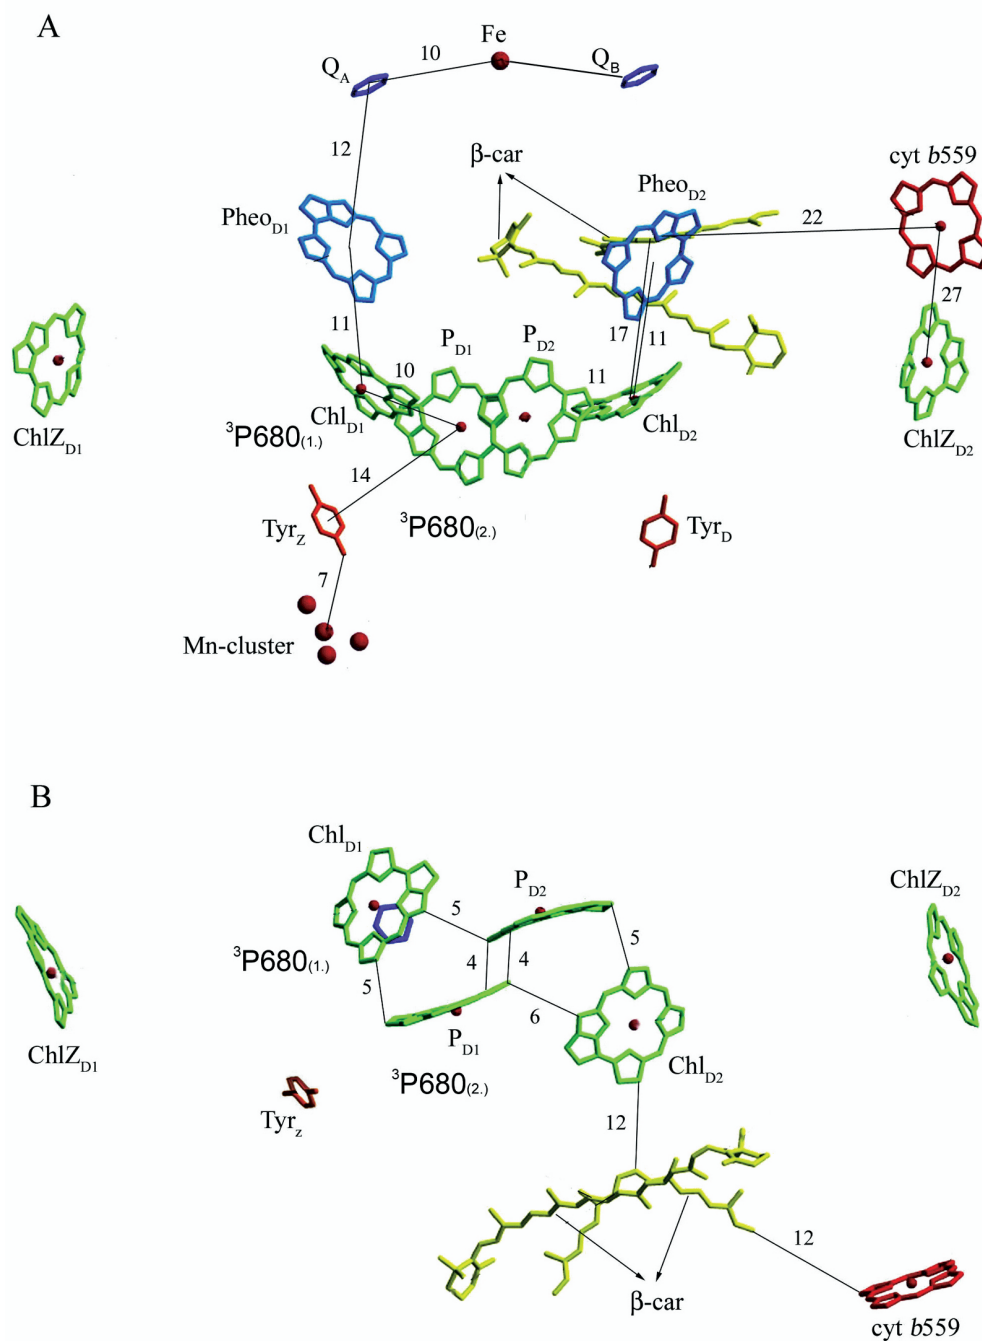 A
Fe
10
Q_A
Q_B
12
β-car
cyt b559
Pheo_D2
Pheo_D1
22
27
11
17
11
P_D1
P_D2
10
11
ChlZ_D1
Chl_D1
Chl_D2
ChlZ_D2
³P680(1.)
14
Tyr_Z
³P680(2.)
Tyr_D
7
Mn-cluster
B
Chl_D1
P_D2
ChlZ_D2
5
5
³P680(1.)
4
4
5
6
P_D1
ChlZ_D1
Chl_D2
³P680(2.)
Tyr_z
12
12
β-car
cyt b559